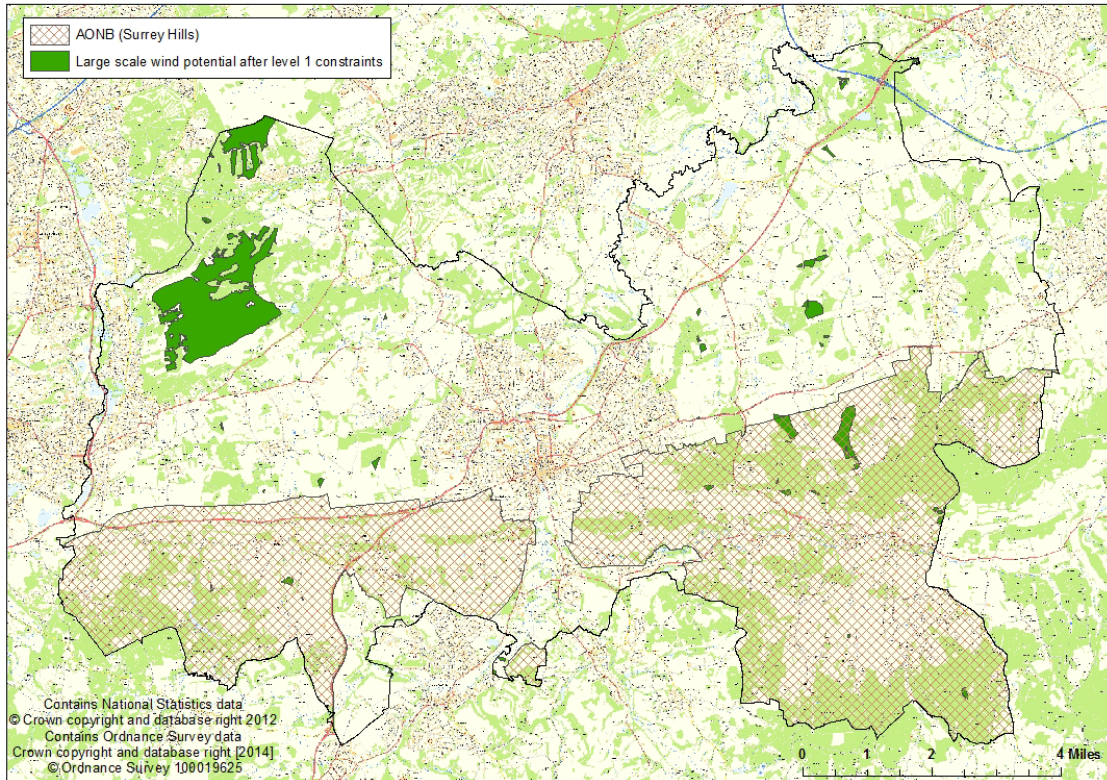 AONB (Surrey Hills)
Large scale wind potential after level 1 constraints
Contains National Statistics data
© Crown copyright and database right 2012
Contains Ordnance Survey data
Crown copyright and database right [2014]
© Ordnance Survey 100019625
0 1 2 4 Miles